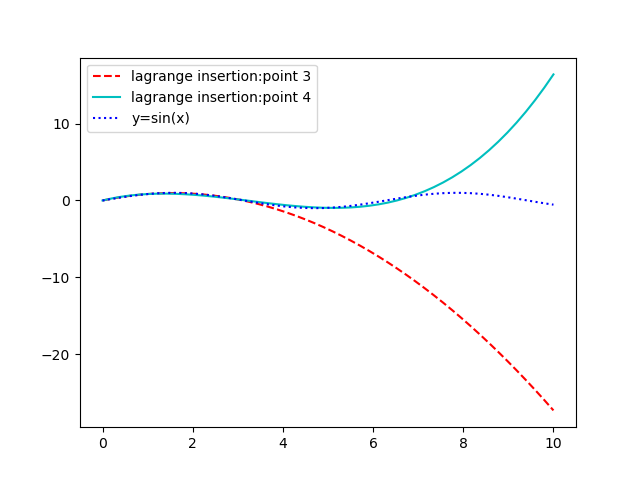 lagrange insertion:point 3
lagrange insertion:point 4
y=sin(x)
10
0
−10
−20
0 2 4 6 8 10